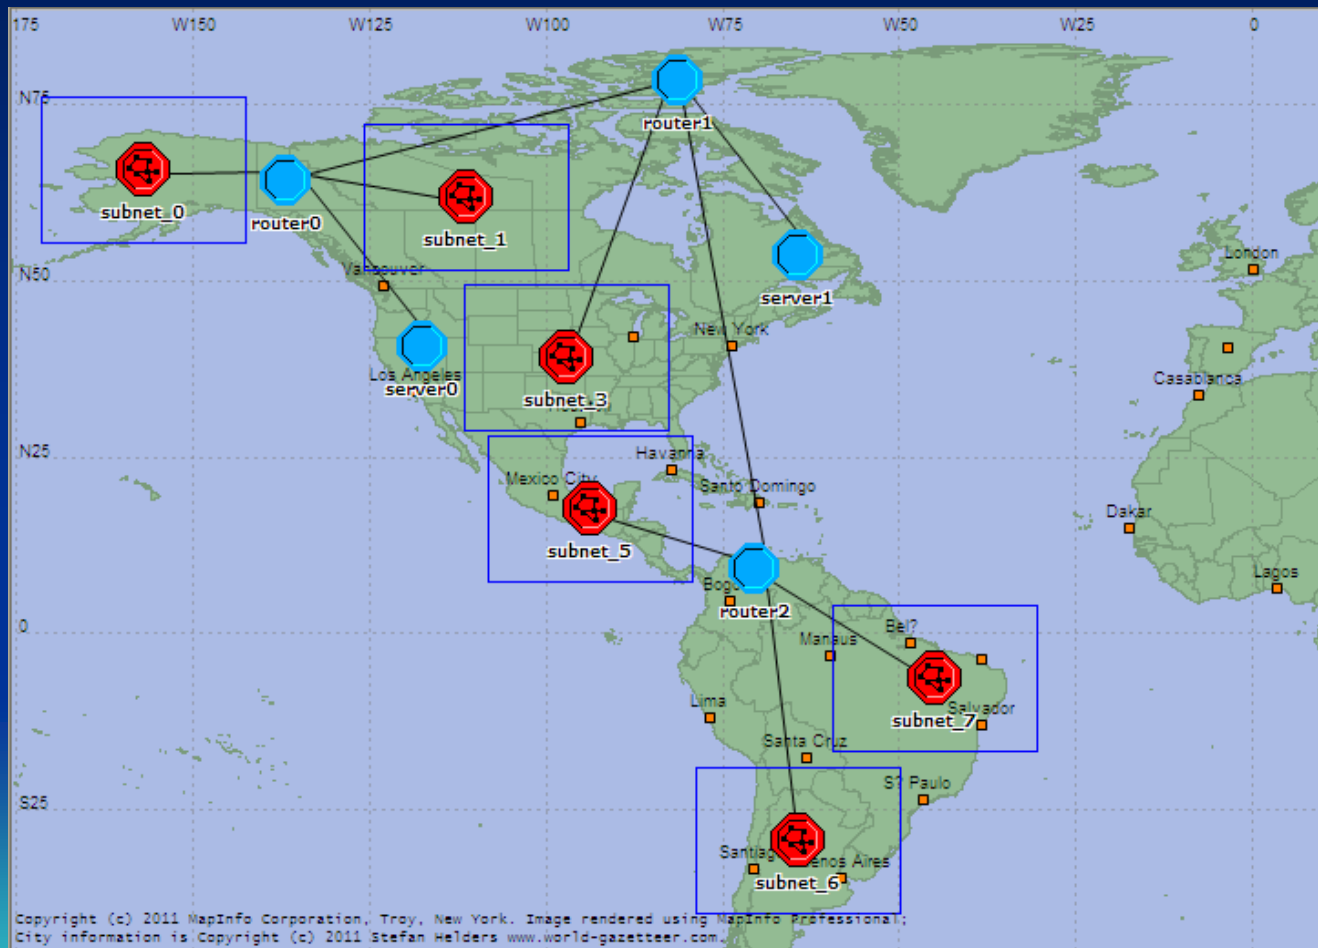 175 W150 W125 W100 W75 W50 W25 0
N75
router1
subnet_0
router0
subnet_1
N50
Vancouver
London
server1
New York
Los Angeles
server0
Casablanca
subnet_3
N25
Havanna
Mexico City
Santo Domingo
Dakar
subnet_5
Lagos
router2
0
Bel?
Manaus
Lima
Salvador
subnet_7
Santa Cruz
S? Paulo
S25
subnet_6
Copyright (c) 2011 MapInfo Corporation, Troy, New York. Image rendered using MapInfo Professional;
City information is Copyright (c) 2011 Stefan Helders www.world-gazetteer.com.